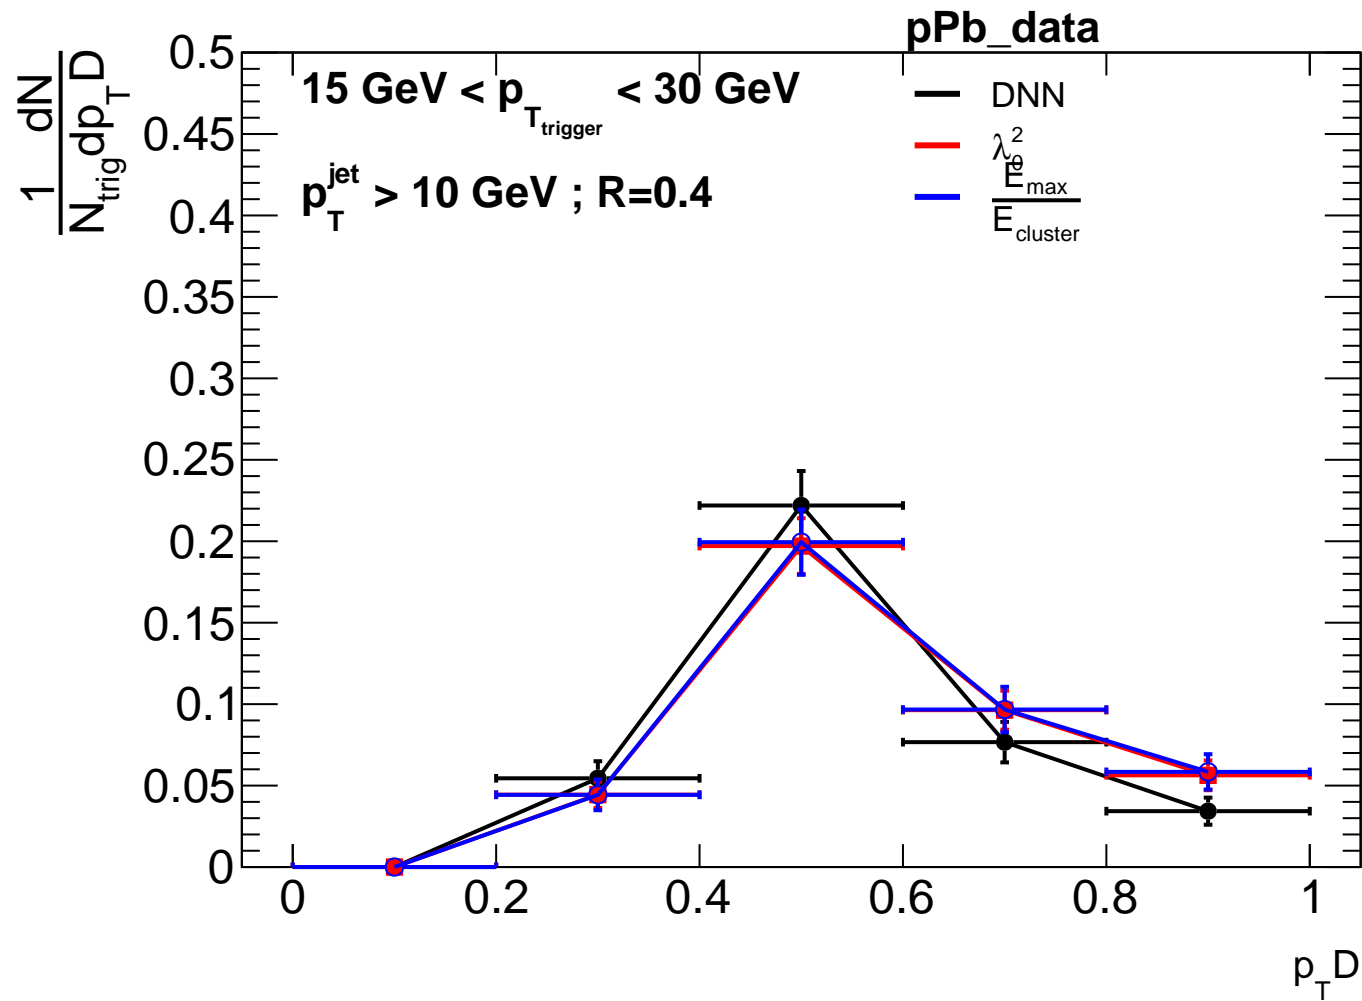 pPb_data
1 dN
N_trig dp_T D
15 GeV < p_T_trigger < 30 GeV
p_T^jet > 10 GeV ; R=0.4
DNN
λ_0^2
E_max
E_cluster
0.5
0.45
0.4
0.35
0.3
0.25
0.2
0.15
0.1
0.05
0
0 0.2 0.4 0.6 0.8 1
p_T D